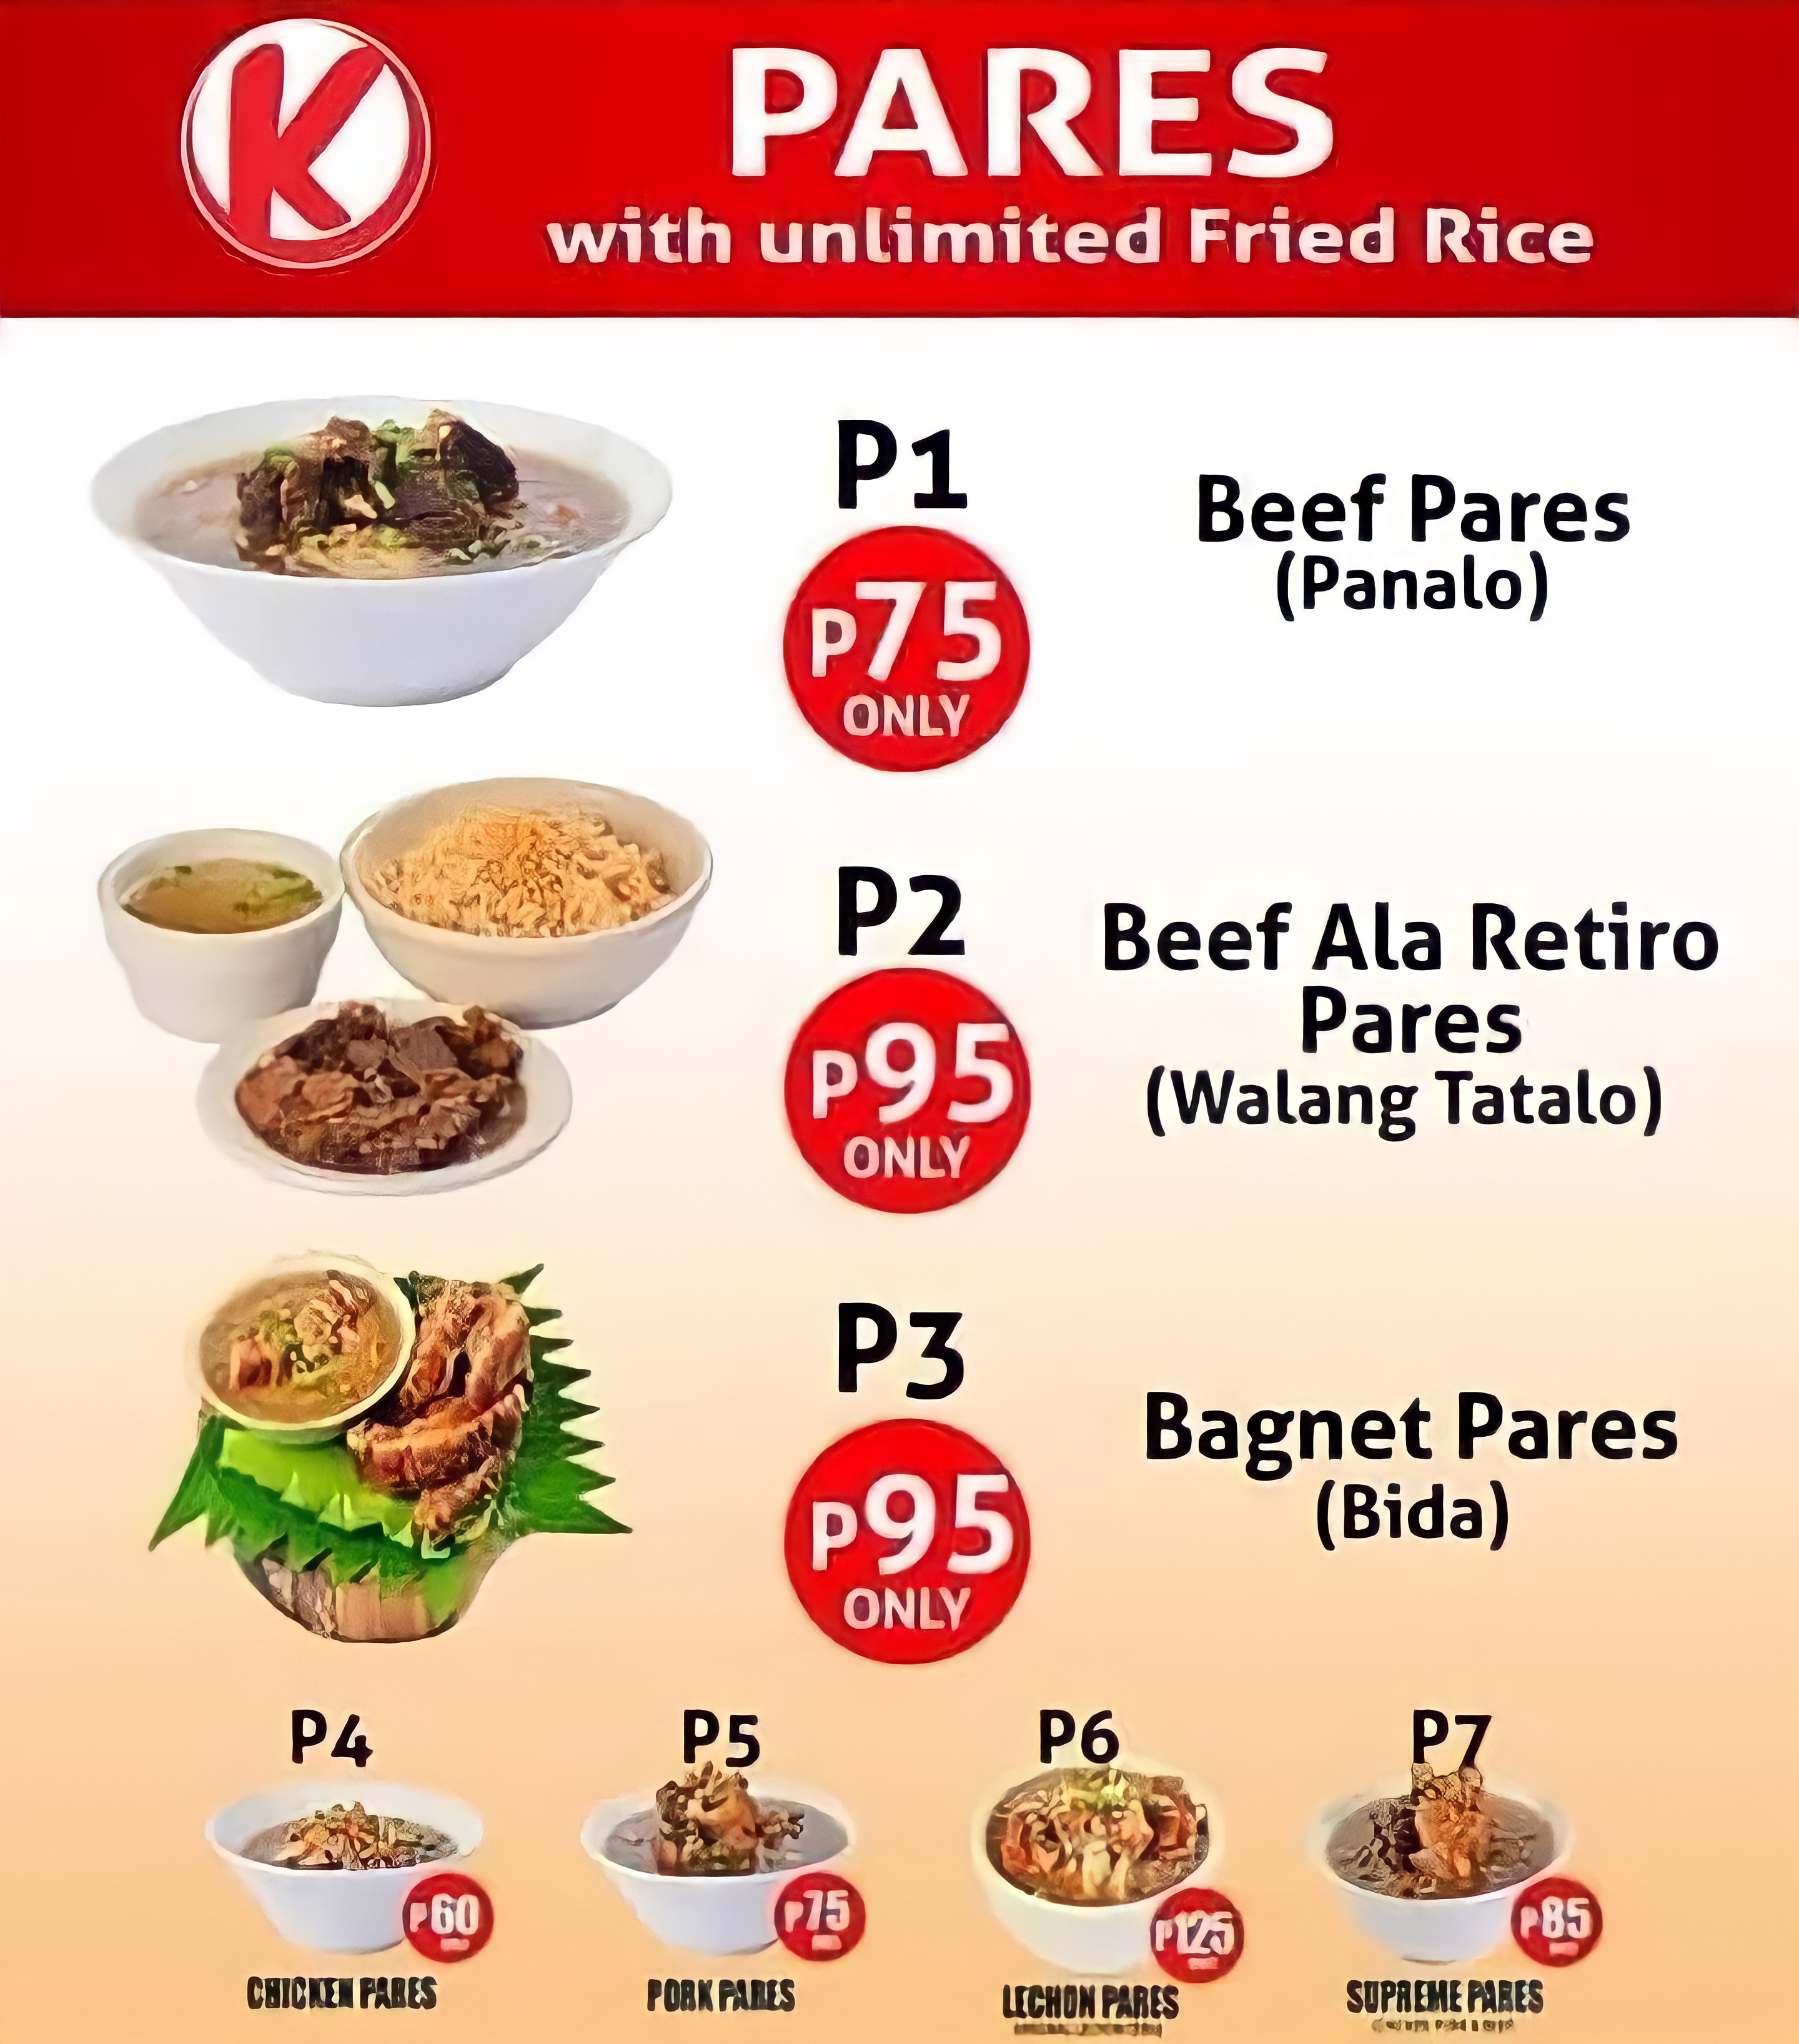 K
PARES
with unlimited Fried Rice
P1
P75
ONLY
Beef Pares
(Panalo)
P2
P95
ONLY
Beef Ala Retiro
Pares
(Walang Tatalo)
P3
P95
ONLY
Bagnet Pares
(Bida)
P4
P60
CHICKEN PARES
P5
P75
PORK PARES
P6
P125
LECHON PARES
P7
P85
SUPREME PARES